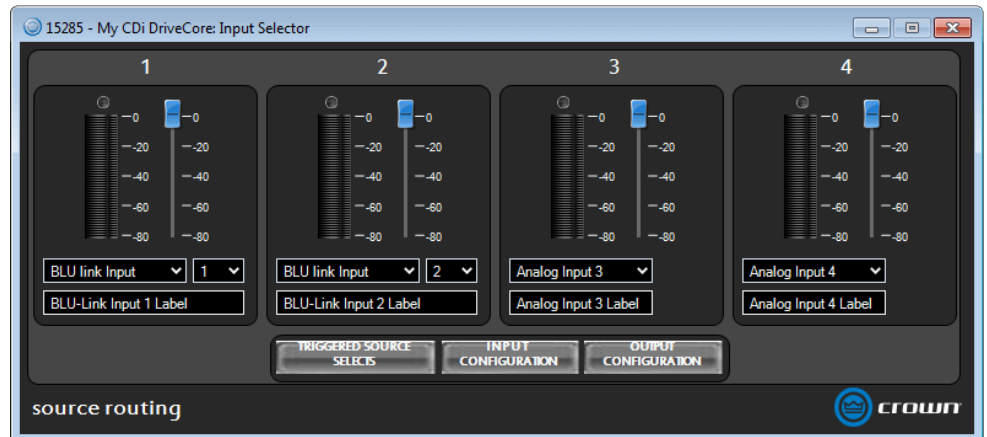 15285 - My CDi DriveCore: Input Selector
1 2 3 4
-0 -0 -0 -0 -0 -0 -0 -0
-20 -20 -20 -20 -20 -20 -20 -20
-40 -40 -40 -40 -40 -40 -40 -40
-60 -60 -60 -60 -60 -60 -60 -60
-80 -80 -80 -80 -80 -80 -80 -80
BLU link Input 1 BLU link Input 2 Analog Input 3 Analog Input 4
BLU-Link Input 1 Label BLU-Link Input 2 Label Analog Input 3 Label Analog Input 4 Label
TRIGGERED SOURCE INPUT OUTPUT
SELECTS CONFIGURATION CONFIGURATION
source routing crown